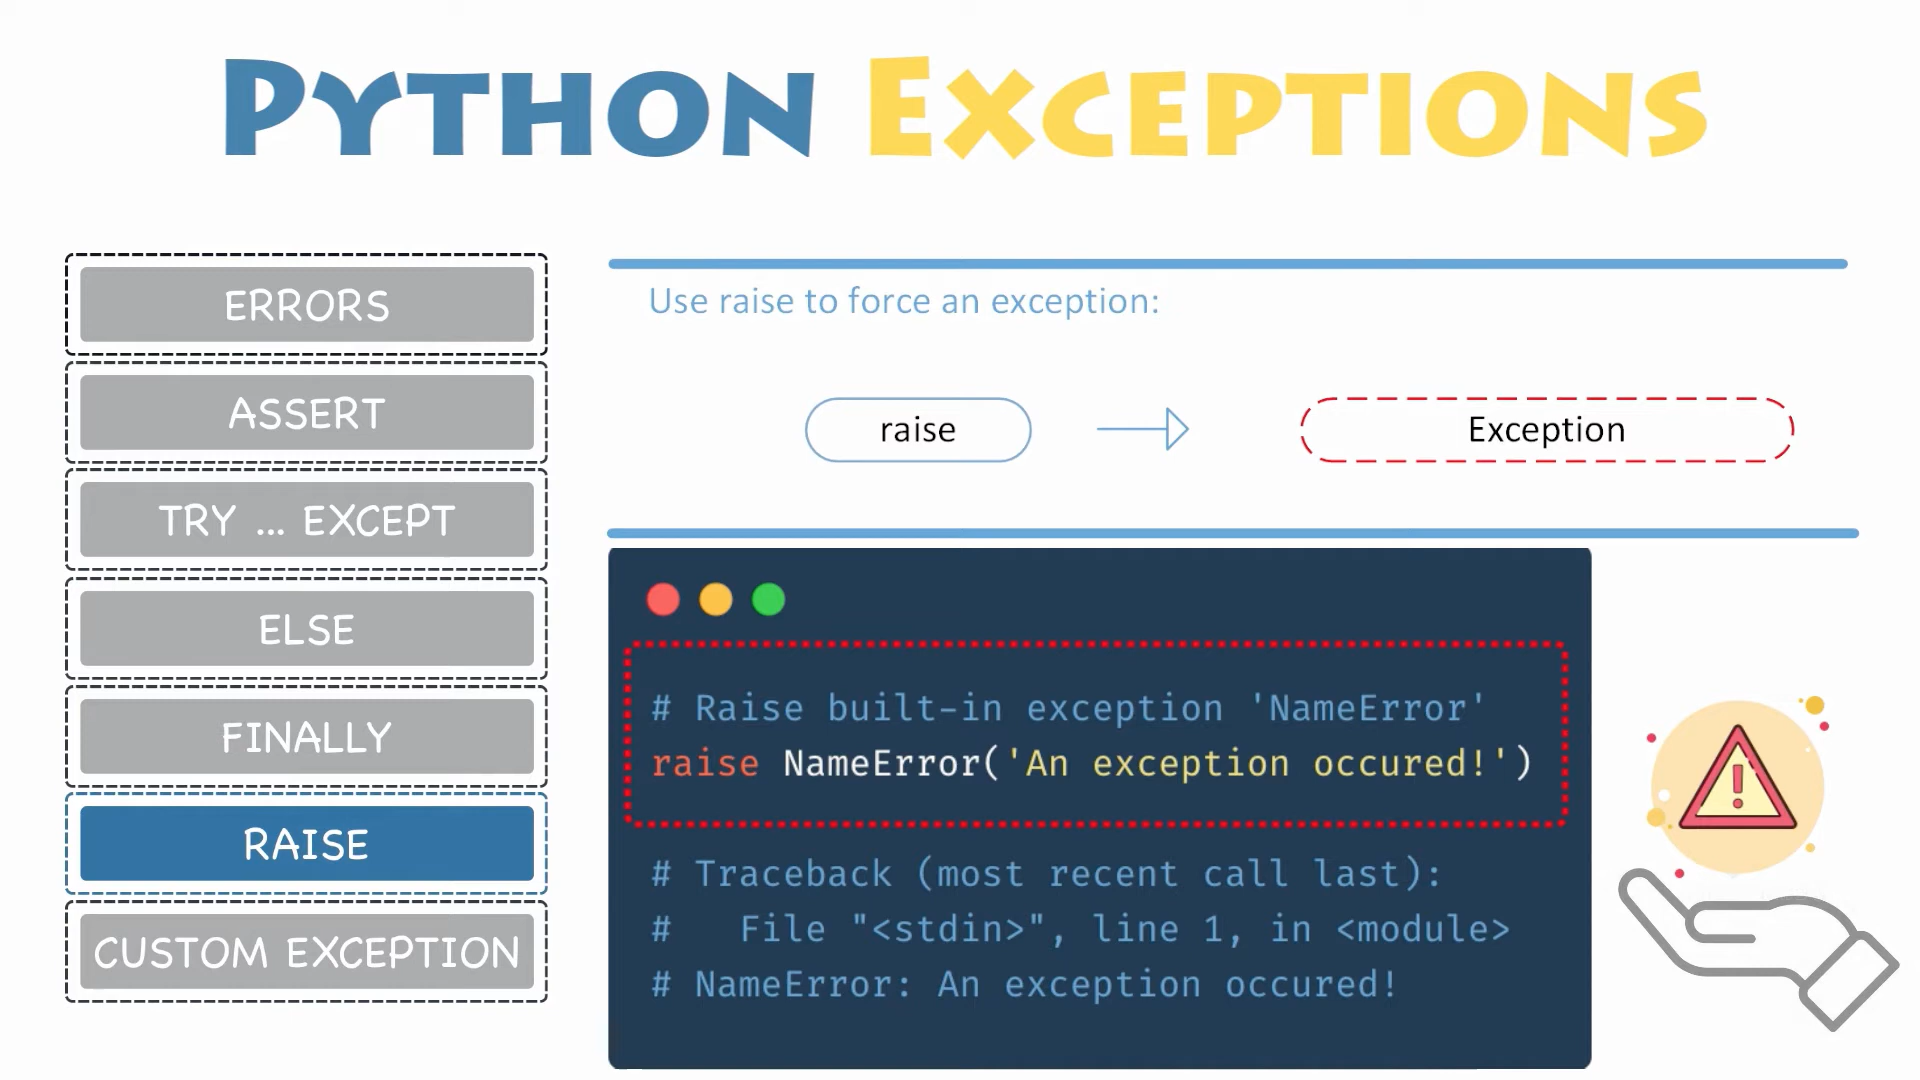 PYTHON EXCEPTIONS
ERRORS
ASSERT
TRY ... EXCEPT
ELSE
FINALLY
RAISE
CUSTOM EXCEPTION
Use raise to force an exception:
raise
Exception
# Raise built-in exception 'NameError'
raise NameError('An exception occured!')
# Traceback (most recent call last):
#   File "<stdin>", line 1, in <module>
# NameError: An exception occured!
!